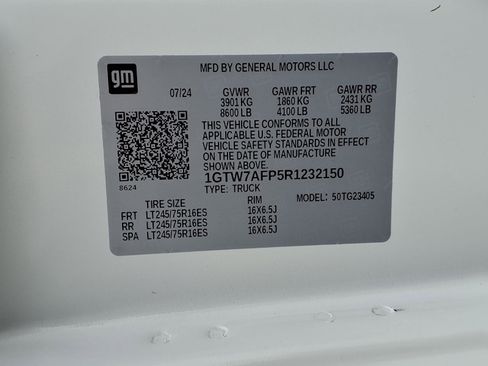 gm
MFD BY GENERAL MOTORS LLC
07/24 GVWR GAWR FRT GAWR RR
3901 KG 1860 KG 2431 KG
8600 LB 4100 LB 5360 LB
THIS VEHICLE CONFORMS TO ALL
APPLICABLE U.S. FEDERAL MOTOR
VEHICLE SAFETY STANDARDS IN EFFECT
ON THE DATE OF MANUFACTURE
SHOWN ABOVE.
8624 1GTW7AFP5R1232150
TYPE: TRUCK
TIRE SIZE RIM MODEL: 50TG23405
FRT LT245/75R16ES 16X6.5J
RR LT245/75R16ES 16X6.5J
SPA LT245/75R16ES 16X6.5J